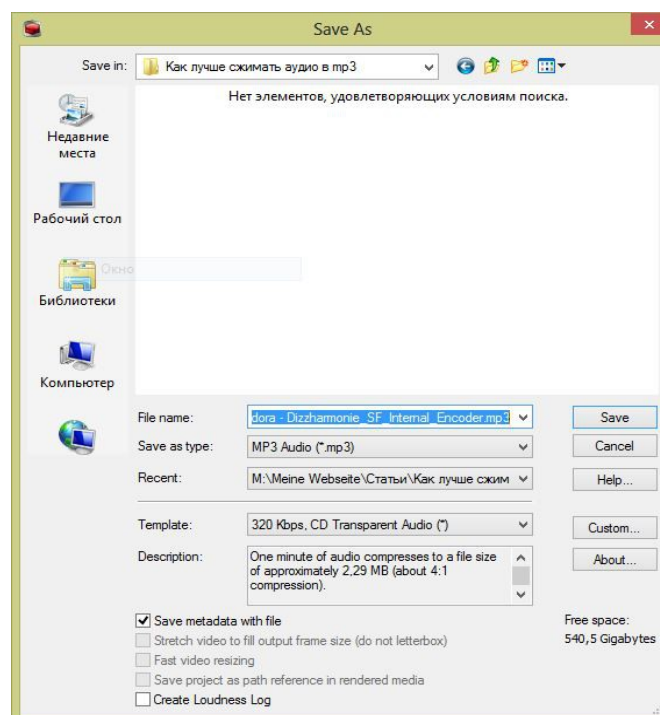 Save As
Save in:
Как лучше сжимать аудио в mp3
Нет элементов, удовлетворяющих условиям поиска.
Недавние
места
Рабочий стол
Окно
Библиотеки
Компьютер
File name:
dora - Dizzharmonie_SF_Internal_Encoder.mp3
Save
Save as type:
MP3 Audio (*.mp3)
Cancel
Recent:
M:\Meine Webseite\Статьи\Как лучше сжим
Help...
Template:
320 Kbps, CD Transparent Audio (*)
Custom...
Description:
One minute of audio compresses to a file size
of approximately 2,29 MB (about 4:1
compression).
About...
Save metadata with file
Stretch video to fill output frame size (do not letterbox)
Fast video resizing
Save project as path reference in rendered media
Create Loudness Log
Free space:
540,5 Gigabytes